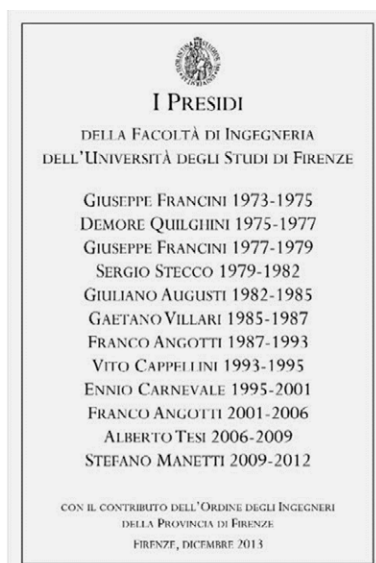 I PRESIDI
DELLA FACOLTÀ DI INGEGNERIA
DELL'UNIVERSITÀ DEGLI STUDI DI FIRENZE
GIUSEPPE FRANCINI 1973-1975
DEMORE QUILGHINI 1975-1977
GIUSEPPE FRANCINI 1977-1979
SERGIO STECCO 1979-1982
GIULIANO AUGUSTI 1982-1985
GAETANO VILLARI 1985-1987
FRANCO ANGOTTI 1987-1993
VITO CAPPELLINI 1993-1995
ENNIO CARNEVALE 1995-2001
FRANCO ANGOTTI 2001-2006
ALBERTO TESI 2006-2009
STEFANO MANETTI 2009-2012
CON IL CONTRIBUTO DELL'ORDINE DEGLI INGEGNERI
DELLA PROVINCIA DI FIRENZE
FIRENZE, DICEMBRE 2013